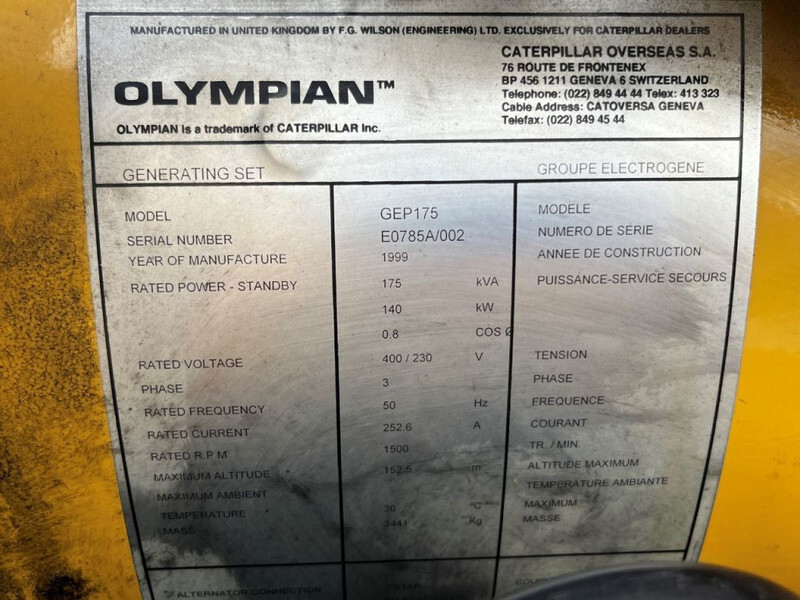 MANUFACTURED IN UNITED KINGDOM BY F.G. WILSON (ENGINEERING) LTD. EXCLUSIVELY FOR CATERPILLAR DEALERS
OLYMPIAN™
OLYMPIAN is a trademark of CATERPILLAR Inc.
CATERPILLAR OVERSEAS S.A.
76 ROUTE DE FRONTENEX
BP 456 1211 GENEVA 6 SWITZERLAND
Telephone: (022) 849 44 44 Telex: 413 323
Cable Address: CATOVERSA GENEVA
Telefax: (022) 849 45 44
GENERATING SET GROUPE ELECTROGENE
MODEL GEP175 MODELE
SERIAL NUMBER E0785A/002 NUMERO DE SÉRIE
YEAR OF MANUFACTURE 1999 ANNEE DE CONSTRUCTION
RATED POWER - STANDBY 175 kVA PUISSANCE-SERVICE SECOURS
140 kW
0.8 COS Ø
RATED VOLTAGE 400 / 230 V TENSION
PHASE 3 PHASE
RATED FREQUENCY 50 Hz FREQUENCE
RATED CURRENT 252.6 A COURANT
RATED R.P.M 1500 TR. / MIN.
MAXIMUM ALTITUDE 152.5 m ALTITUDE MAXIMUM
MAXIMUM AMBIENT TEMPERATURE AMBIANTE
TEMPERATURE 30 °C MAXIMUM
MASS Kg MASSE
ALTERNATOR CONNECTION